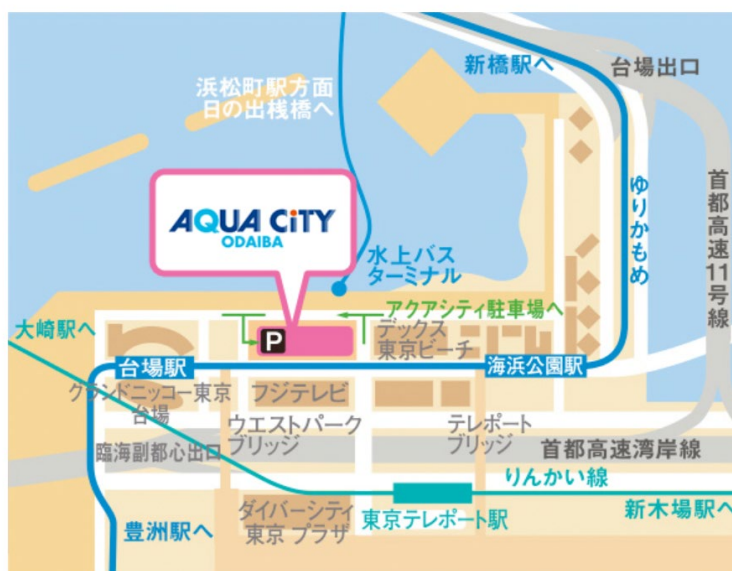 新橋駅へ
台場出口
浜松町駅方面
日の出桟橋へ
首都高速11号線
ゆりかもめ
AQUA CiTY
ODAIBA
水上バス
ターミナル
アクアシティ駐車場へ
大崎駅へ
P
デックス
東京ビーチ
台場駅
海浜公園駅
グランドニッコー東京
台場
フジテレビ
ウエストパーク
ブリッジ
テレポート
ブリッジ
臨海副都心出口
首都高速湾岸線
りんかい線
ダイバーシティ
東京 プラザ
東京テレポート駅
新木場駅へ
豊洲駅へ